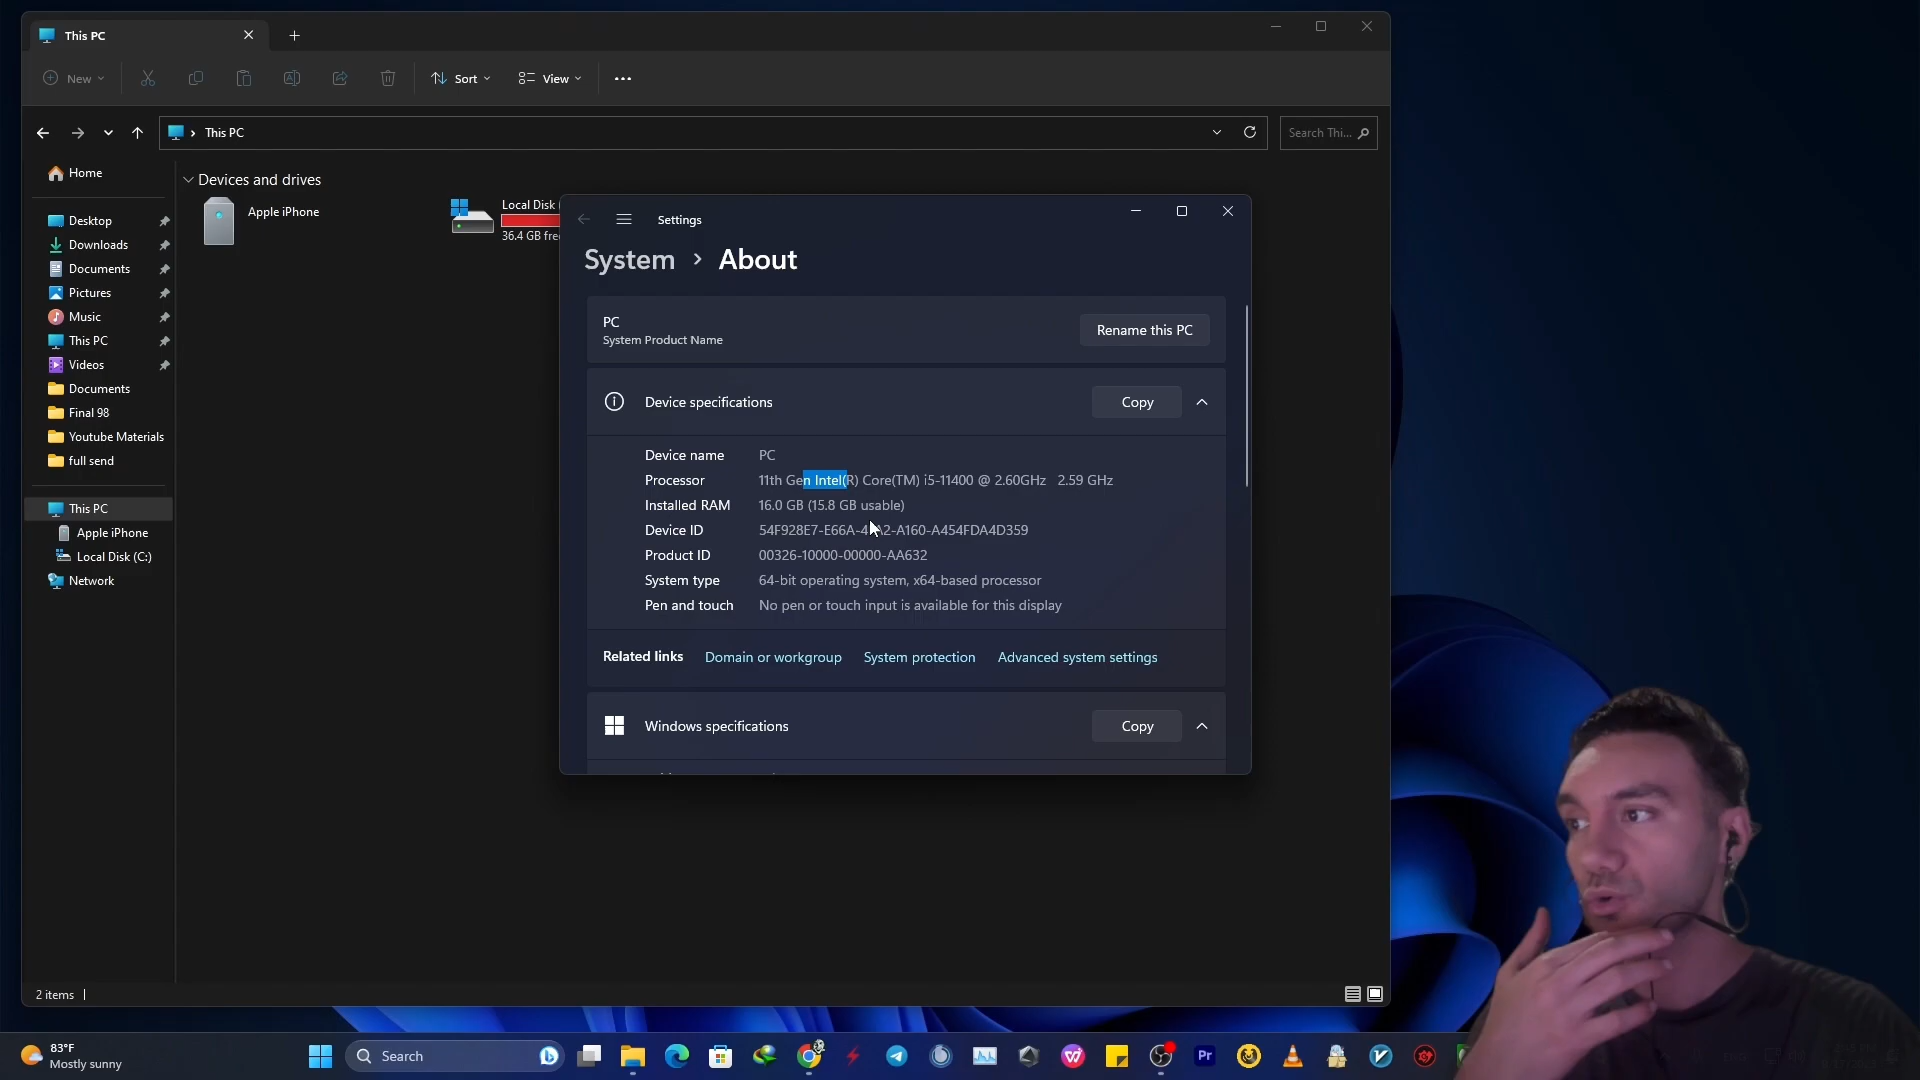 This PC
New
Sort
View
This PC
Search Thi...
Home
Desktop
Downloads
Documents
Pictures
Music
This PC
Videos
Documents
Final 98
Youtube Materials
full send
This PC
Apple iPhone
Local Disk (C:)
Network
Devices and drives
Apple iPhone
Local Disk
36.4 GB fre
Settings
System > About
PC
System Product Name
Rename this PC
Device specifications
Copy
Device name PC
Processor 11th Gen Intel(R) Core(TM) i5-11400 @ 2.60GHz 2.59 GHz
Installed RAM 16.0 GB (15.8 GB usable)
Device ID 54F928E7-E66A-4 A2-A160-A454FDA4D359
Product ID 00326-10000-00000-AA632
System type 64-bit operating system, x64-based processor
Pen and touch No pen or touch input is available for this display
Related links Domain or workgroup System protection Advanced system settings
Windows specifications
Copy
2 items
83°F
Mostly sunny
Search
Pr